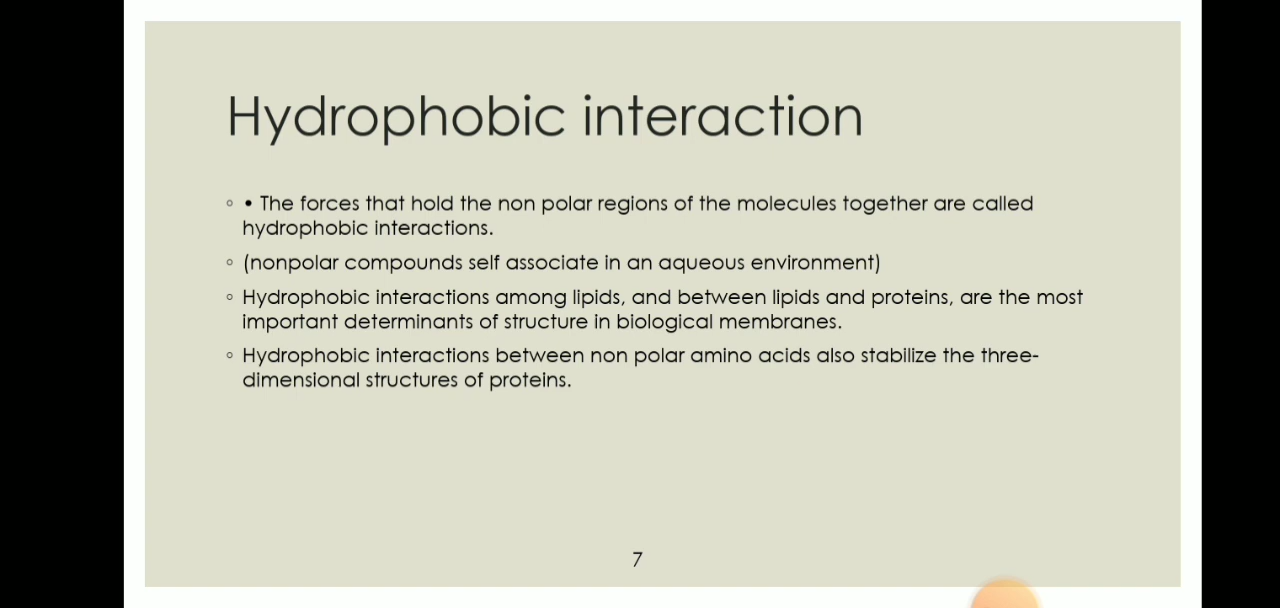 Hydrophobic interaction
◦ • The forces that hold the non polar regions of the molecules together are called
hydrophobic interactions.
◦ (nonpolar compounds self associate in an aqueous environment)
◦ Hydrophobic interactions among lipids, and between lipids and proteins, are the most
important determinants of structure in biological membranes.
◦ Hydrophobic interactions between non polar amino acids also stabilize the three-
dimensional structures of proteins.
7